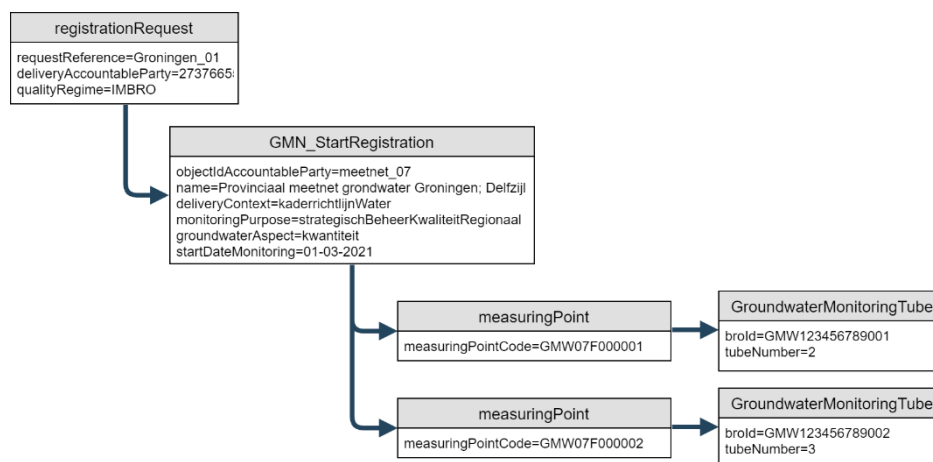 registrationRequest
requestReference=Groningen_01
deliveryAccountableParty=2737665
qualityRegime=IMBRO
GMN_StartRegistration
objectIdAccountableParty=meetnet_07
name=Provinciaal meetnet grondwater Groningen; Delfzijl
deliveryContext=kaderrichtlijnWater
monitoringPurpose=strategischBeheerKwaliteitRegionaal
groundwaterAspect=kwantiteit
startDateMonitoring=01-03-2021
measuringPoint
measuringPointCode=GMW07F000001
GroundwaterMonitoringTube
broId=GMW123456789001
tubeNumber=2
measuringPoint
measuringPointCode=GMW07F000002
GroundwaterMonitoringTube
broId=GMW123456789002
tubeNumber=3